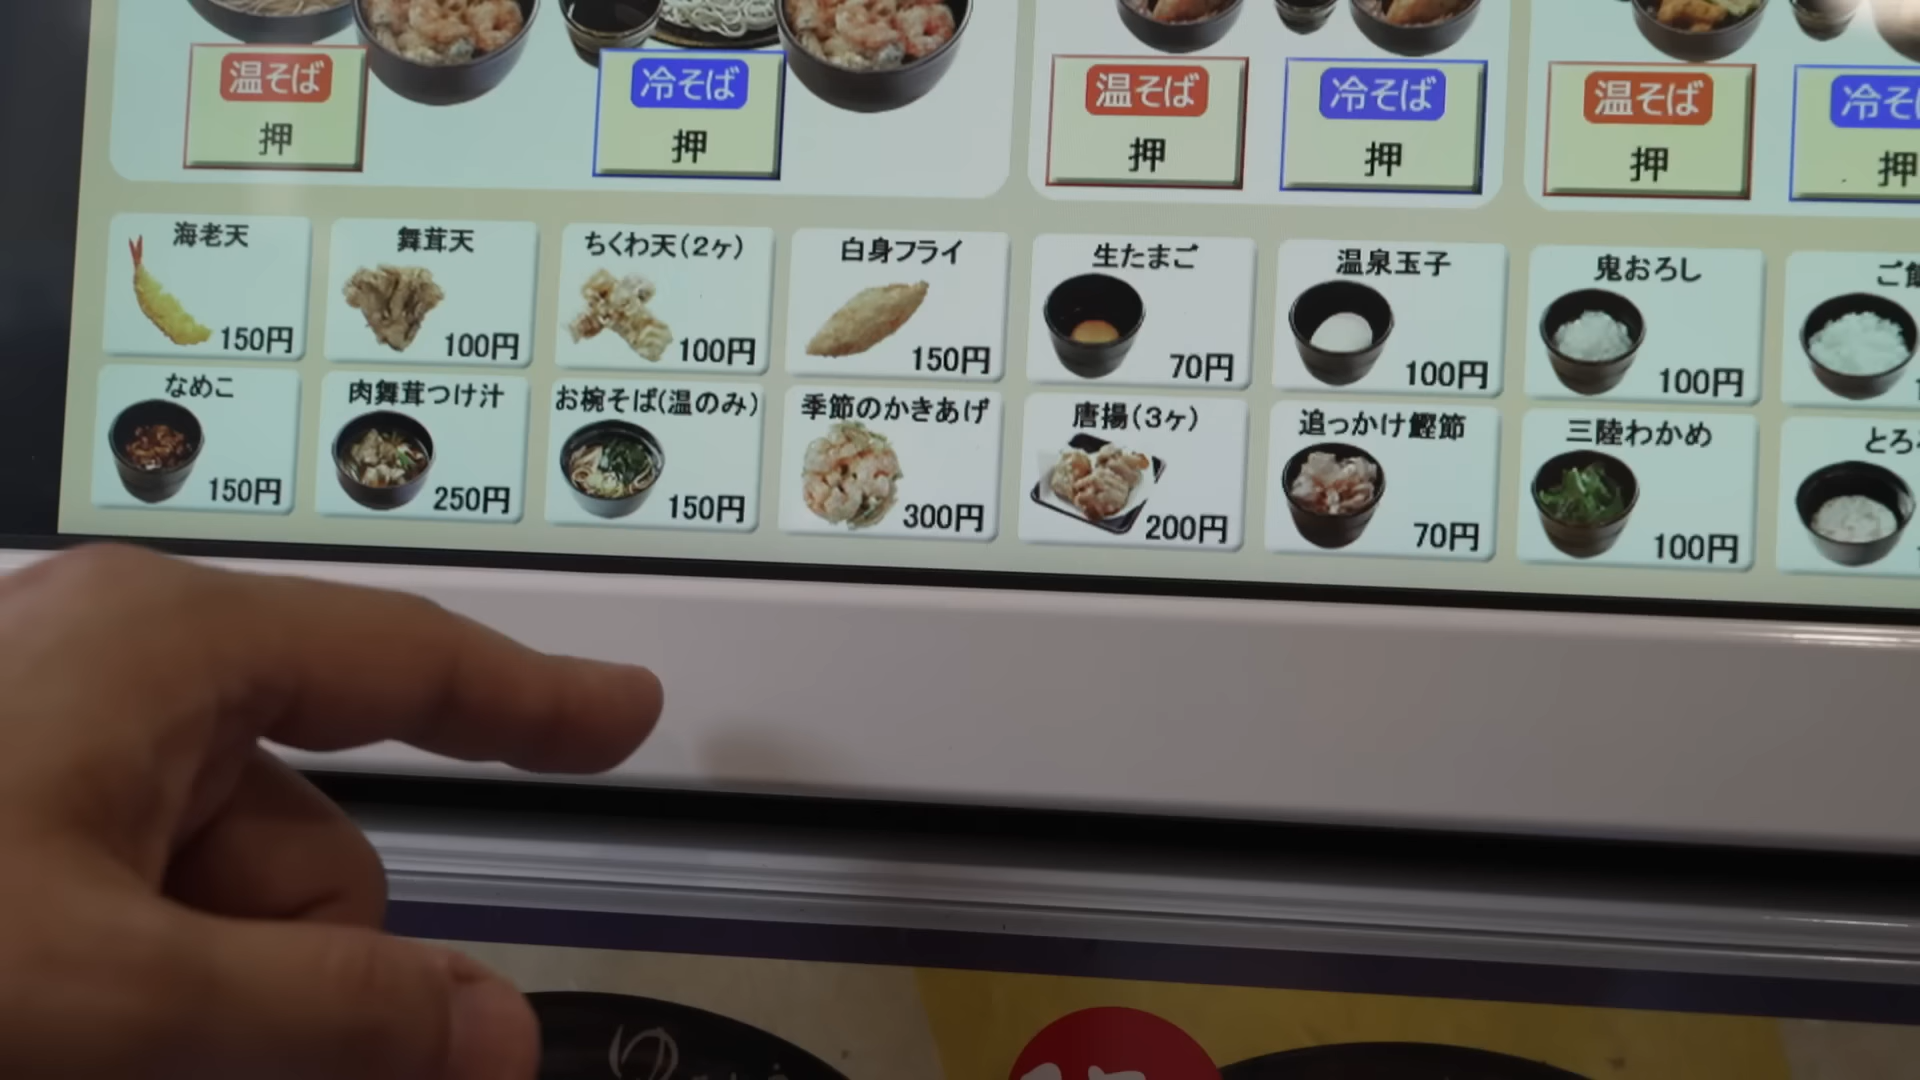 温そば 冷そば 温そば 冷そば 温そば
押 押 押 押 押 押
海老天 舞茸天 ちくわ天(2ヶ) 白身フライ 生たまご 温泉玉子 鬼おろし
150円 100円 100円 150円 70円 100円 100円
なめこ 肉舞茸つけ汁 お椀そば(温のみ) 季節のかきあげ 唐揚(3ヶ) 追っかけ鰹節 三陸わかめ
150円 250円 150円 300円 200円 70円 100円
ゆ